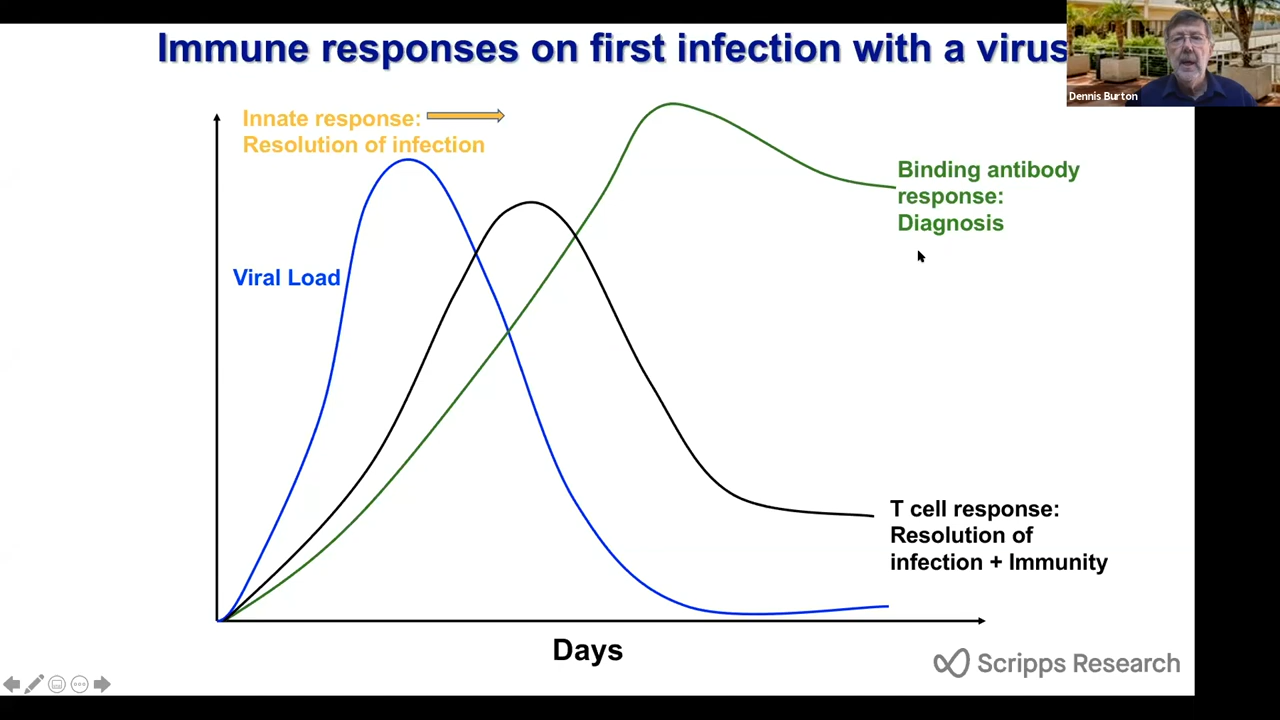 Immune responses on first infection with a virus
Dennis Burton
Innate response:
Resolution of infection
Binding antibody
response:
Diagnosis
Viral Load
T cell response:
Resolution of
infection + Immunity
Days
Scripps Research